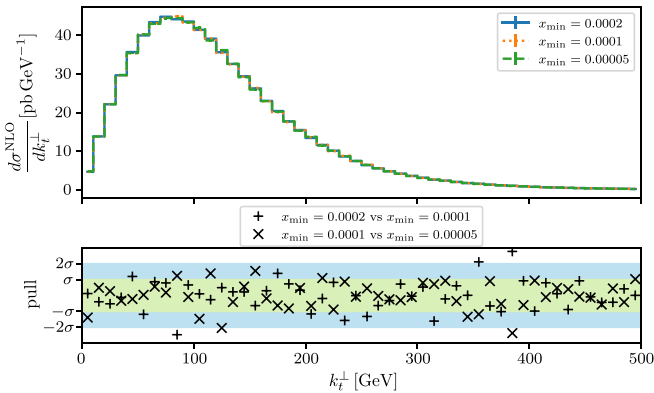 40
30
20
10
0
dσ^NLO / dk_t^⊥ [pb GeV^−1]
x_min = 0.0002
x_min = 0.0001
x_min = 0.00005
x_min = 0.0002 vs x_min = 0.0001
x_min = 0.0001 vs x_min = 0.00005
2σ
σ
−σ
−2σ
pull
0 100 200 300 400 500
k_t^⊥ [GeV]